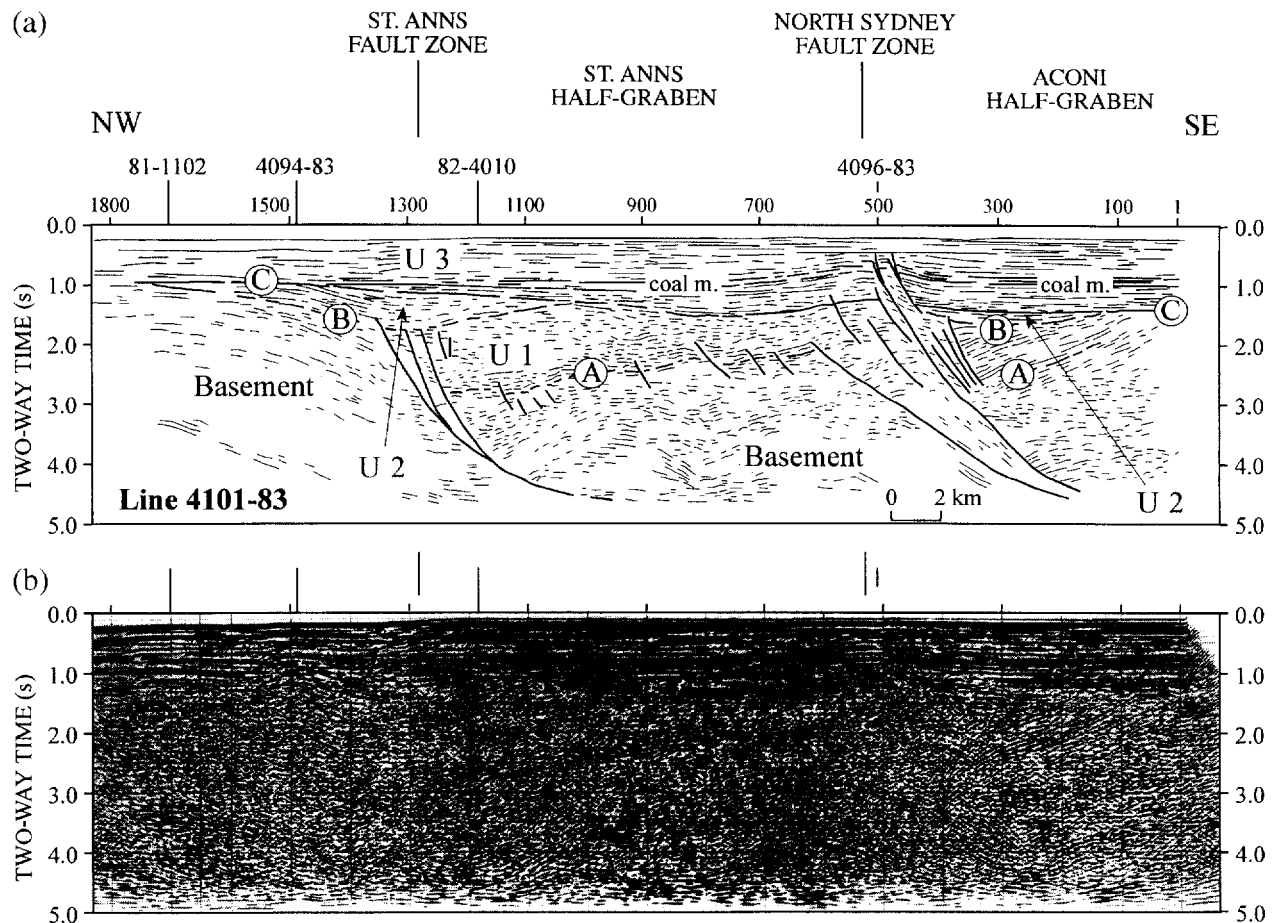 (a)
ST. ANNS
FAULT ZONE
NORTH SYDNEY
FAULT ZONE
ST. ANNS
HALF-GRABEN
ACONI
HALF-GRABEN
NW
SE
81-1102 4094-83 82-4010 4096-83
1800 1500 1300 1100 900 700 500 300 100 1
0.0 0.0
U 3
C
coal m. coal m.
1.0 1.0
C
B
B
2.0 2.0
U 1
A
A
Basement
3.0 3.0
TWO-WAY TIME (s)
4.0 4.0
U 2
Basement
Line 4101-83
0 2 km
U 2
5.0 5.0
(b)
0.0 0.0
1.0 1.0
2.0 2.0
3.0 3.0
TWO-WAY TIME (s)
4.0 4.0
5.0 5.0